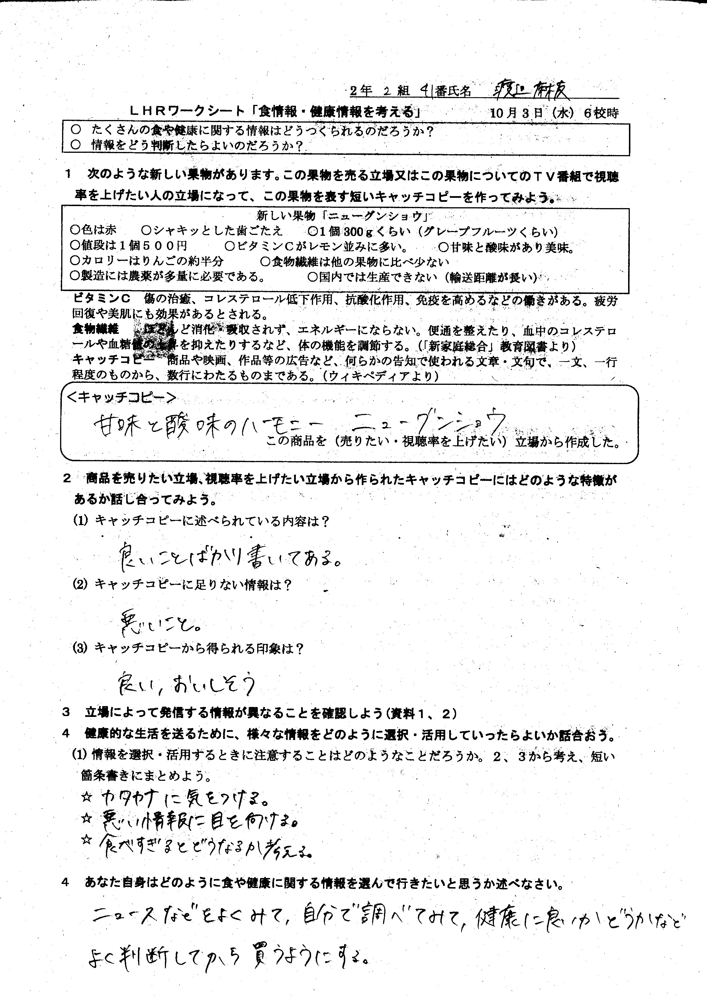 2年 2組 41番氏名 渡辺 麻友
LHRワークシート「食情報・健康情報を考える」 10月3日（水）6校時
○ たくさんの食や健康に関する情報はどうつくられるのだろうか？
○ 情報をどう判断したらよいのだろうか？
1 次のような新しい果物があります。この果物を売る立場又はこの果物についてのTV番組で視聴
率を上げたい人の立場になって、この果物を表す短いキャッチコピーを作ってみよう。
新しい果物「ニューグンショウ」
○色は赤 ○シャキッとした歯ごたえ ○1個300gくらい（グレープフルーツくらい）
○値段は1個500円 ○ビタミンCがレモン並みに多い。 ○甘味と酸味があり美味。
○カロリーはりんごの約半分 ○食物繊維は他の果物に比べ少ない
○製造には農薬が多量に必要である。 ○国内では生産できない（輸送距離が長い）
ビタミンC 傷の治癒、コレステロール低下作用、抗酸化作用、免疫を高めるなどの働きがある。疲労
回復や美肌にも効果があるとされる。
食物繊維 ほとんど消化・吸収されず、エネルギーにならない。便通を整えたり、血中のコレステロ
ールや血糖値の上昇を抑えたりするなど、体の機能を調節する。（「新家庭総合」教育図書より）
キャッチコピー 商品や映画、作品等の広告など、何らかの告知で使われる文章・文句で、一文、一行
程度のものから、数行にわたるものまである。（ウィキペディアより）
＜キャッチコピー＞
甘味と酸味のハーモニー ニューグンショウ
この商品を（売りたい・視聴率を上げたい）立場から作成した。
2 商品を売りたい立場、視聴率を上げたい立場から作られたキャッチコピーにはどのような特徴が
あるか話し合ってみよう。
(1) キャッチコピーに述べられている内容は？
良いことばかり書いてある。
(2) キャッチコピーに足りない情報は？
悪いこと。
(3) キャッチコピーから得られる印象は？
良い,おいしそう
3 立場によって発信する情報が異なることを確認しよう（資料1、2）
4 健康的な生活を送るために、様々な情報をどのように選択・活用していったらよいか話合おう。
(1) 情報を選択・活用するときに注意することはどのようなことだろうか。2、3から考え、短い
箇条書きにまとめよう。
☆ カタカナに気をつける。
☆ 悪い情報に目を向ける。
☆ 食べすぎるとどうなるか考える。
4 あなた自身はどのように食や健康に関する情報を選んで行きたいと思うか述べなさい。
ニュースなどをよくみて,自分で調べてみて,健康に良いかどうかなど
よく判断してから買うようにする。